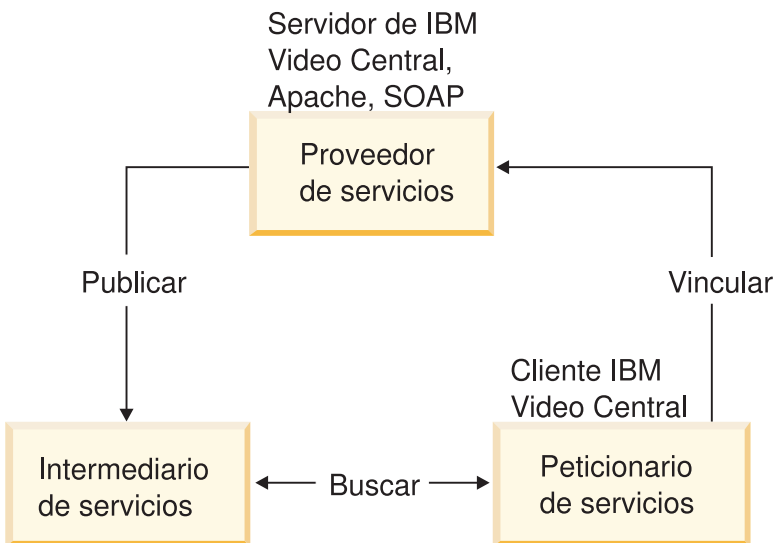 Servidor de IBM
Video Central,
Apache, SOAP
Proveedor
de servicios
Publicar
Vincular
Cliente IBM
Video Central
Intermediario
de servicios
Buscar
Peticionario
de servicios